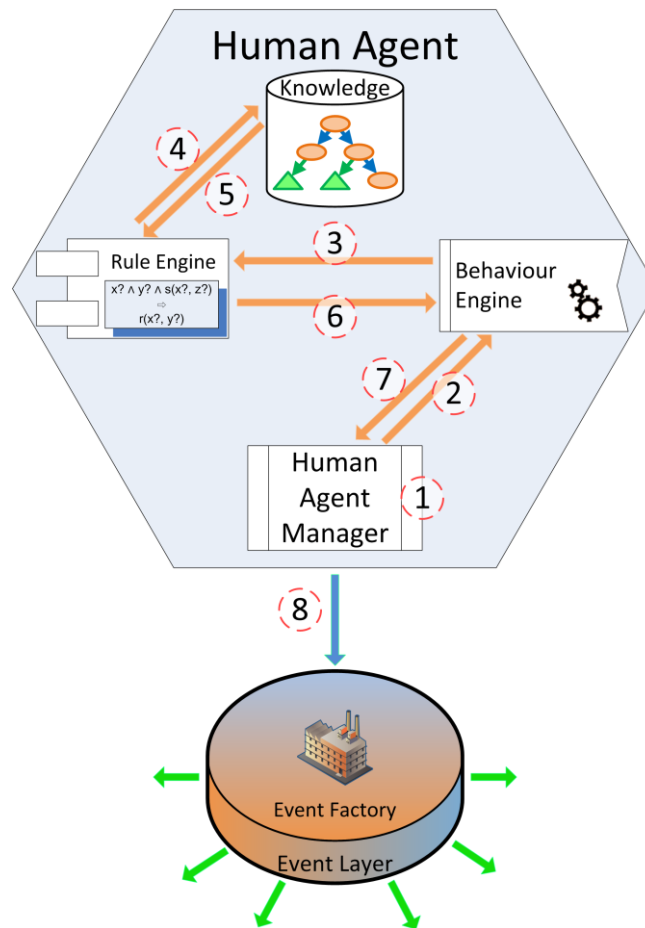 Human Agent
Knowledge
4
5
3
Rule Engine
x? ∧ y? ∧ s(x?, z?)
⇨
r(x?, y?)
Behaviour
Engine
6
7
2
Human
Agent
Manager
1
8
Event Factory
Event Layer